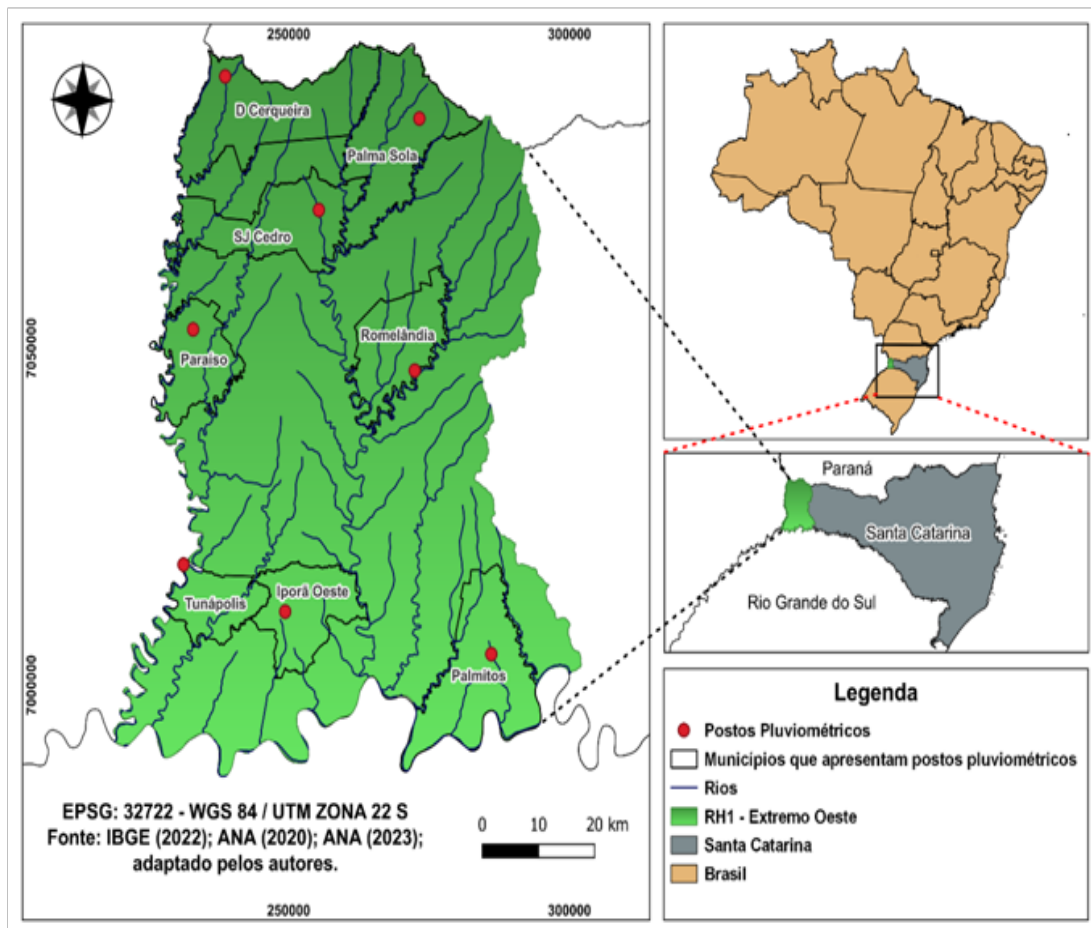 250000
300000
D Cerqueira
Palma Sola
SJ Cedro
7050000
Romelândia
Paraíso
Iporã Oeste
Tunápolis
Palmitos
7000000
EPSG: 32722 - WGS 84 / UTM ZONA 22 S
Fonte: IBGE (2022); ANA (2020); ANA (2023);
adaptado pelos autores.
0 10 20 km
250000
300000
Paraná
Santa Catarina
Rio Grande do Sul
Legenda
Postos Pluviométricos
Municípios que apresentam postos pluviométricos
Rios
RH1 - Extremo Oeste
Santa Catarina
Brasil